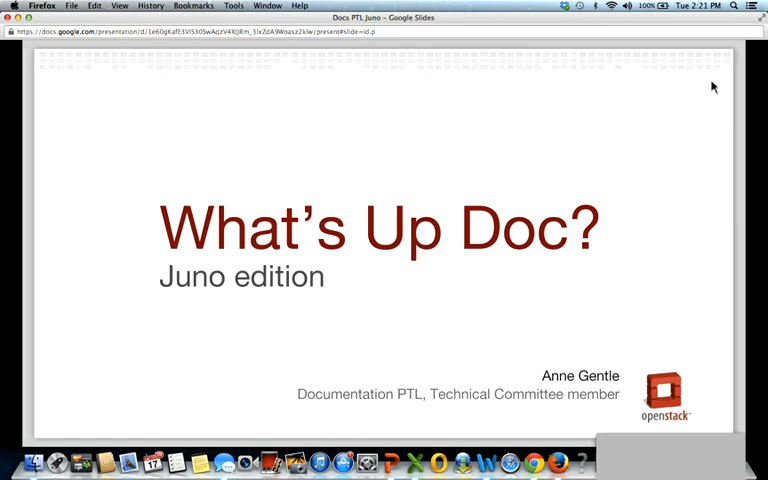 Firefox File Edit View History Bookmarks Tools Window Help 100% Tue 2:21 PM
Docs PTL Juno - Google Slides
What's Up Doc?
Juno edition
Anne Gentle
Documentation PTL, Technical Committee member
openstack
17